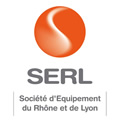 SERL
Société d'Equipement
du Rhône et de Lyon